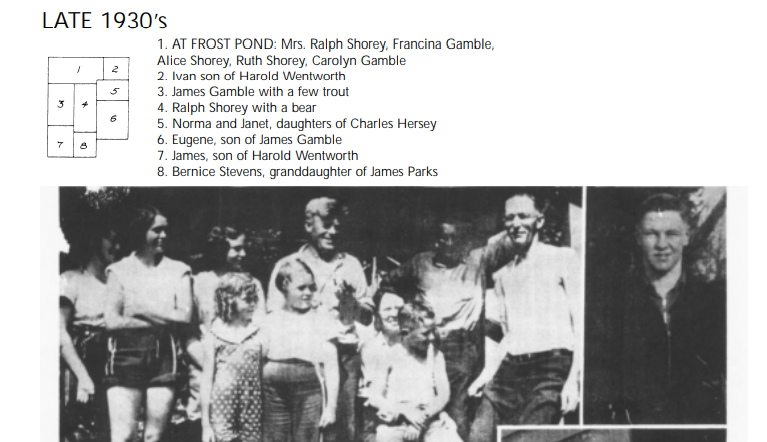 LATE 1930's
1. AT FROST POND: Mrs. Ralph Shorey, Francina Gamble,
Alice Shorey, Ruth Shorey, Carolyn Gamble
2. Ivan son of Harold Wentworth
3. James Gamble with a few trout
4. Ralph Shorey with a bear
5. Norma and Janet, daughters of Charles Hersey
6. Eugene, son of James Gamble
7. James, son of Harold Wentworth
8. Bernice Stevens, granddaughter of James Parks
1 2
5
3 4
6
7 8